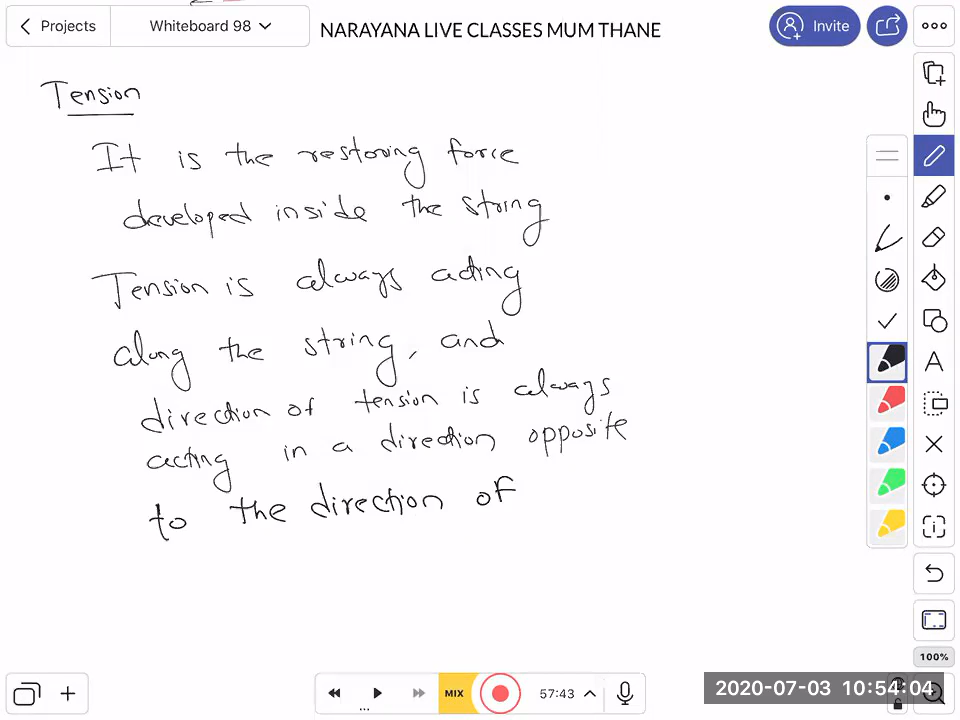 Projects
Whiteboard 98
NARAYANA LIVE CLASSES MUM THANE
Invite
Tension
It is the restoring force
developed inside the string
Tension is always acting
along the string, and
direction of tension is always
acting in a direction opposite
to the direction of
A
100%
MIX
57:43
2020-07-03 10:54:04